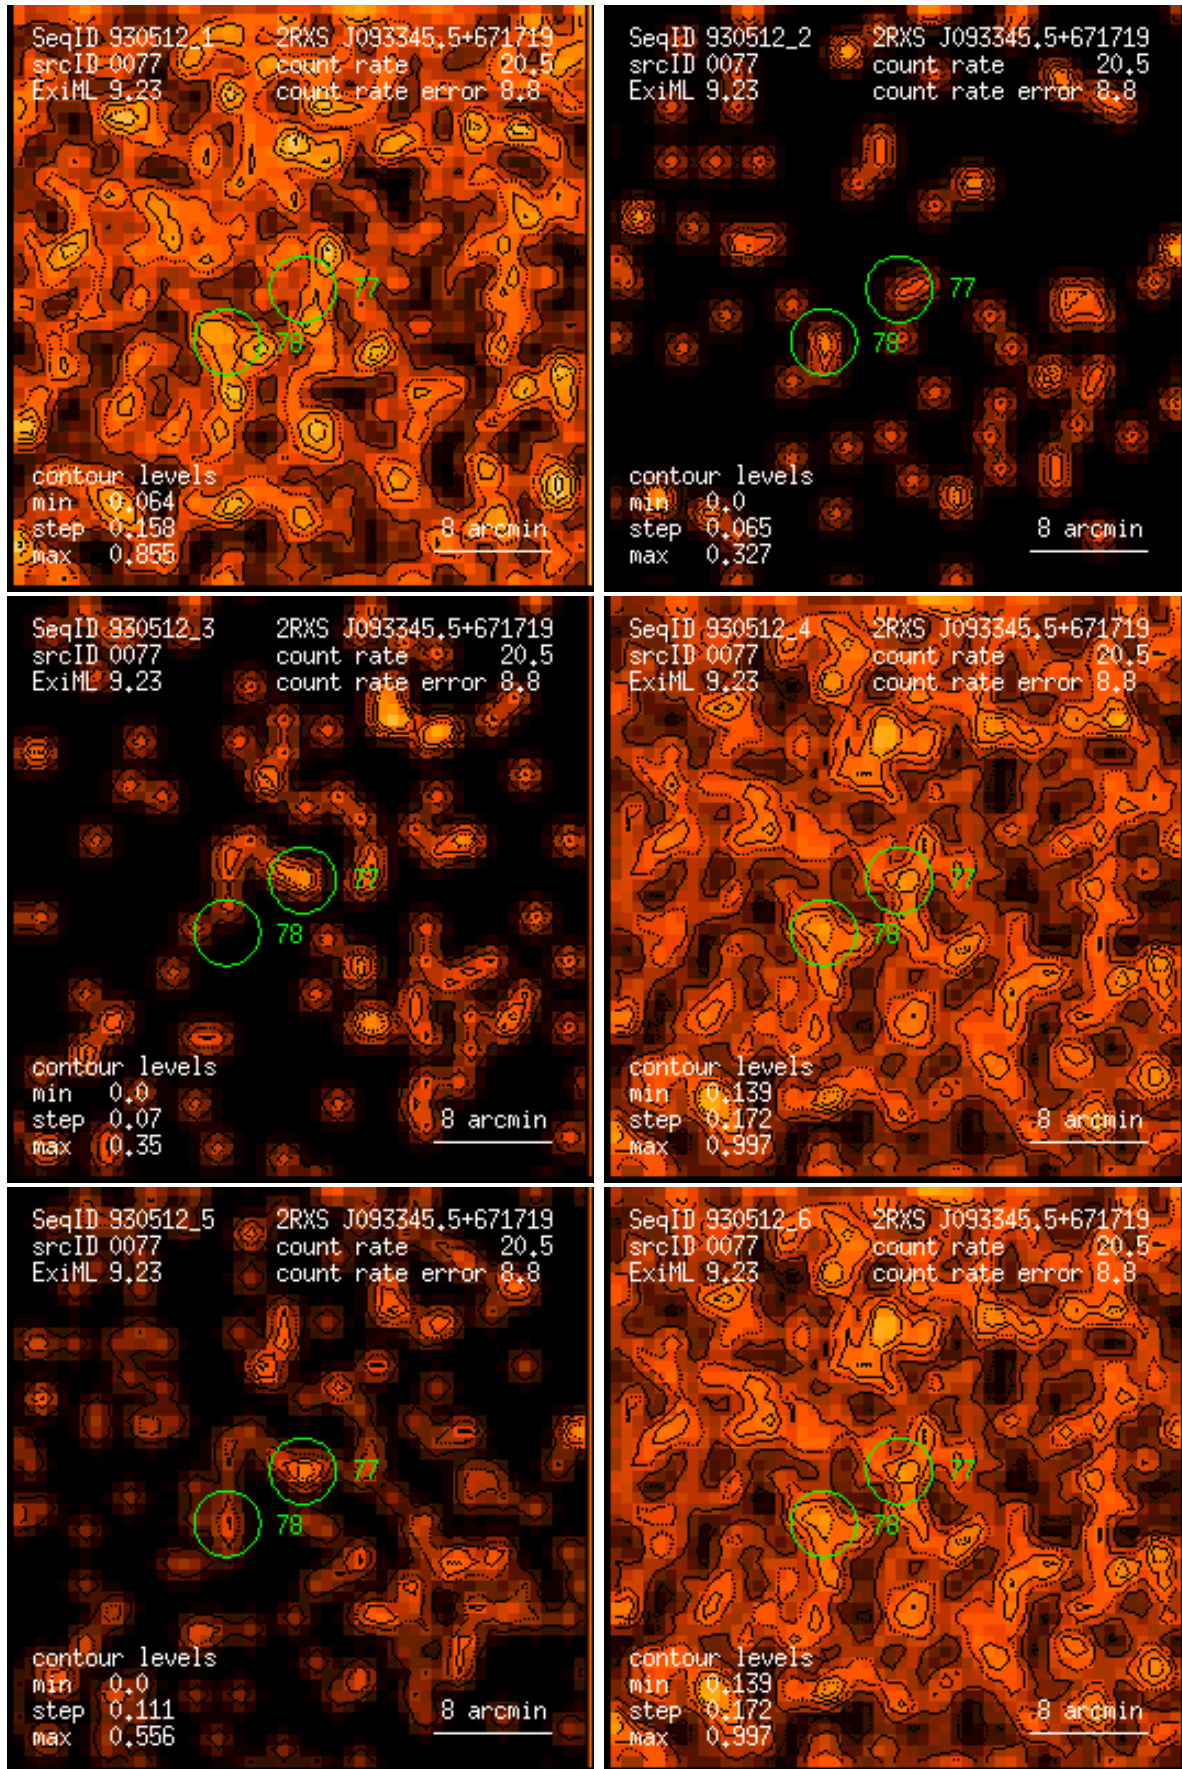 SeqID 930512_1 2RXS J093345.5+671719
srcID 0077 count rate 20.5
ExiML 9.23 count rate error 8.8
77
78
contour levels
min 0.064
step 0.158
max 0.855
8 arcmin
SeqID 930512_2 2RXS J093345.5+671719
srcID 0077 count rate 20.5
ExiML 9.23 count rate error 8.8
77
78
contour levels
min 0.0
step 0.065
max 0.327
8 arcmin
SeqID 930512_3 2RXS J093345.5+671719
srcID 0077 count rate 20.5
ExiML 9.23 count rate error 8.8
77
78
contour levels
min 0.0
step 0.07
max 0.35
8 arcmin
SeqID 930512_4 2RXS J093345.5+671719
srcID 0077 count rate 20.5
ExiML 9.23 count rate error 8.8
77
78
contour levels
min 0.139
step 0.172
max 0.997
8 arcmin
SeqID 930512_5 2RXS J093345.5+671719
srcID 0077 count rate 20.5
ExiML 9.23 count rate error 8.8
77
78
contour levels
min 0.0
step 0.111
max 0.556
8 arcmin
SeqID 930512_6 2RXS J093345.5+671719
srcID 0077 count rate 20.5
ExiML 9.23 count rate error 8.8
77
78
contour levels
min 0.139
step 0.172
max 0.997
8 arcmin